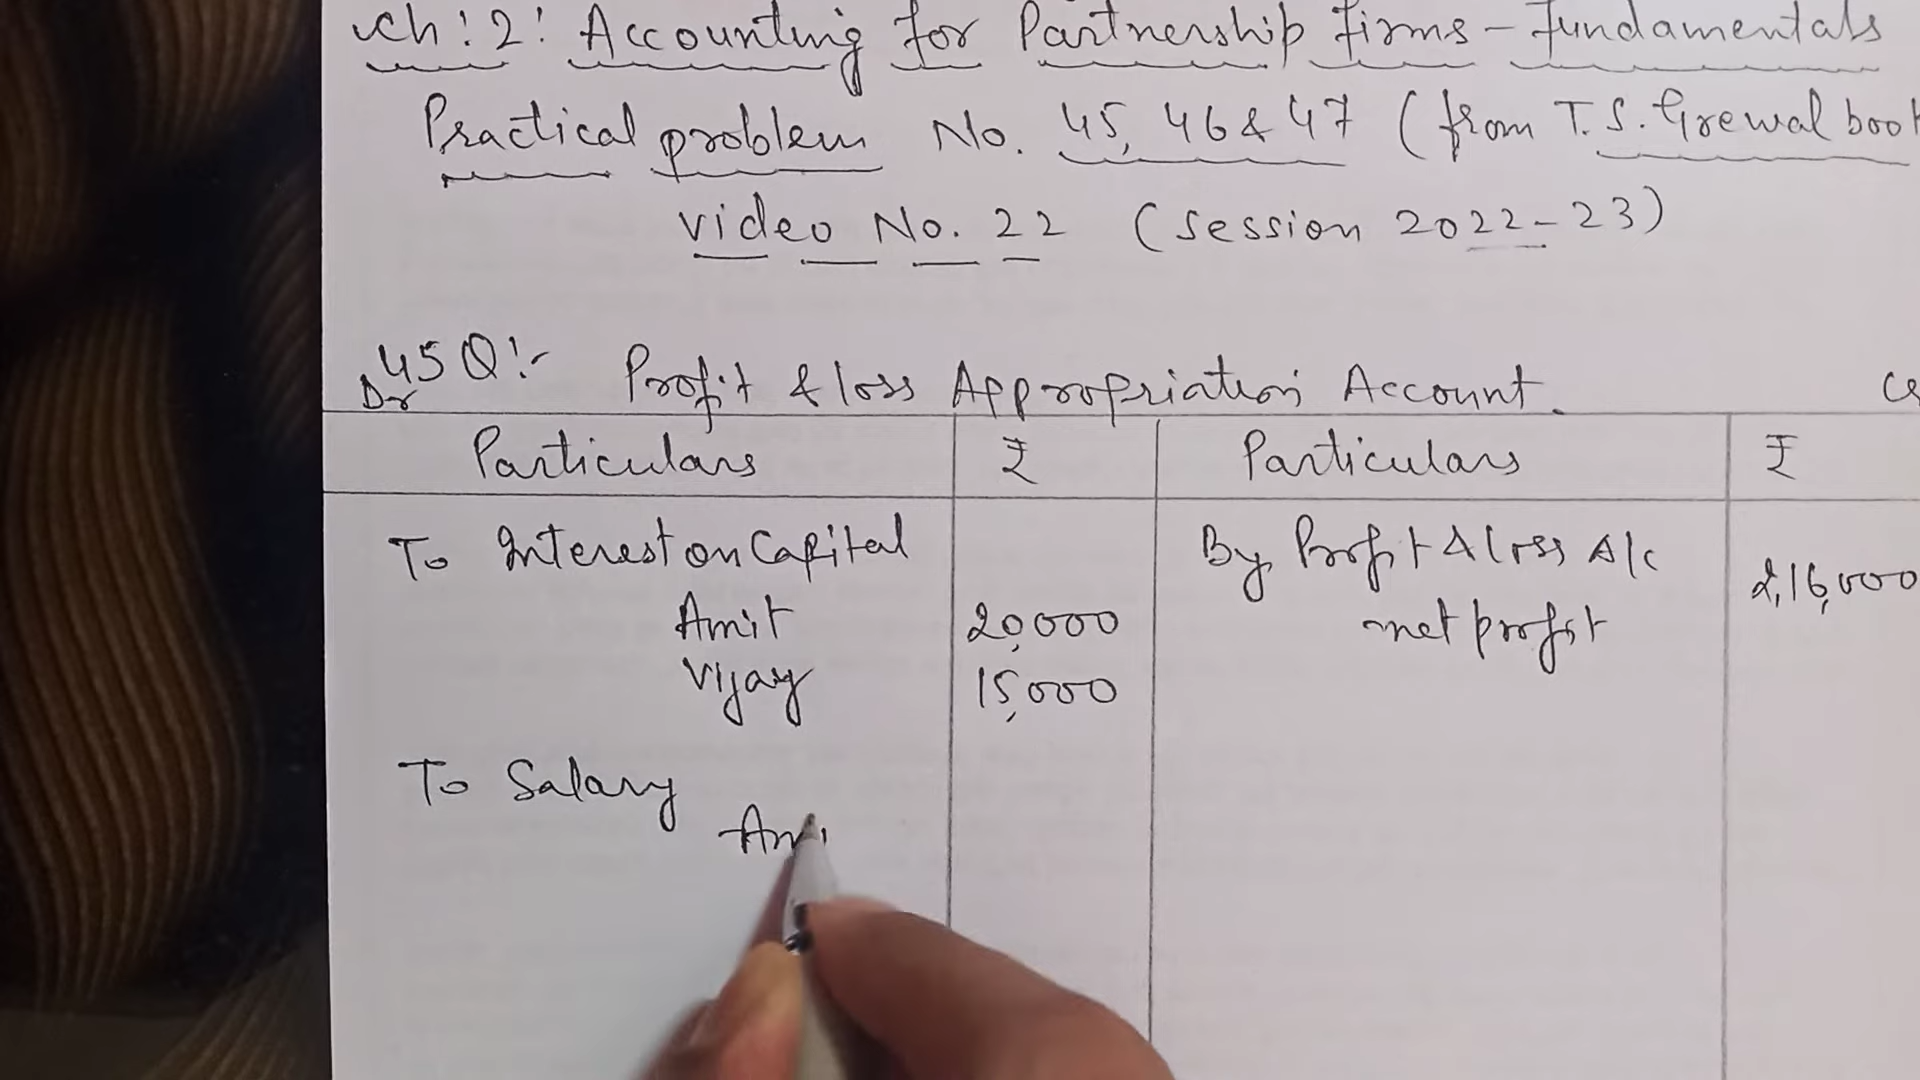 Ch:2: Accounting for Partnership Firms - Fundamentals
Practical problem No. 45, 46 & 47 (from T.S. Grewal book
Video No. 22 (session 2022-23)
45 Q:- Profit & loss Appropriation Account.
Dr
Particulars ₹ Particulars ₹
To Interest on Capital By Profit & Loss A/c 2,16,000
Amit 20,000 net profit
Vijay 15,000
To Salary
Ami